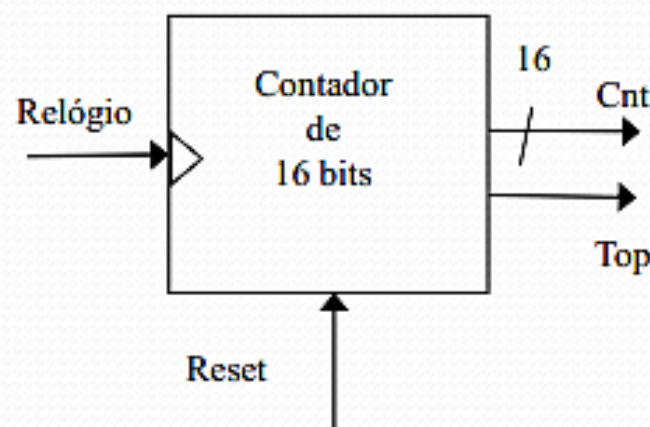 16
Contador
Cnt
Relógio
de
16 bits
Top
Reset